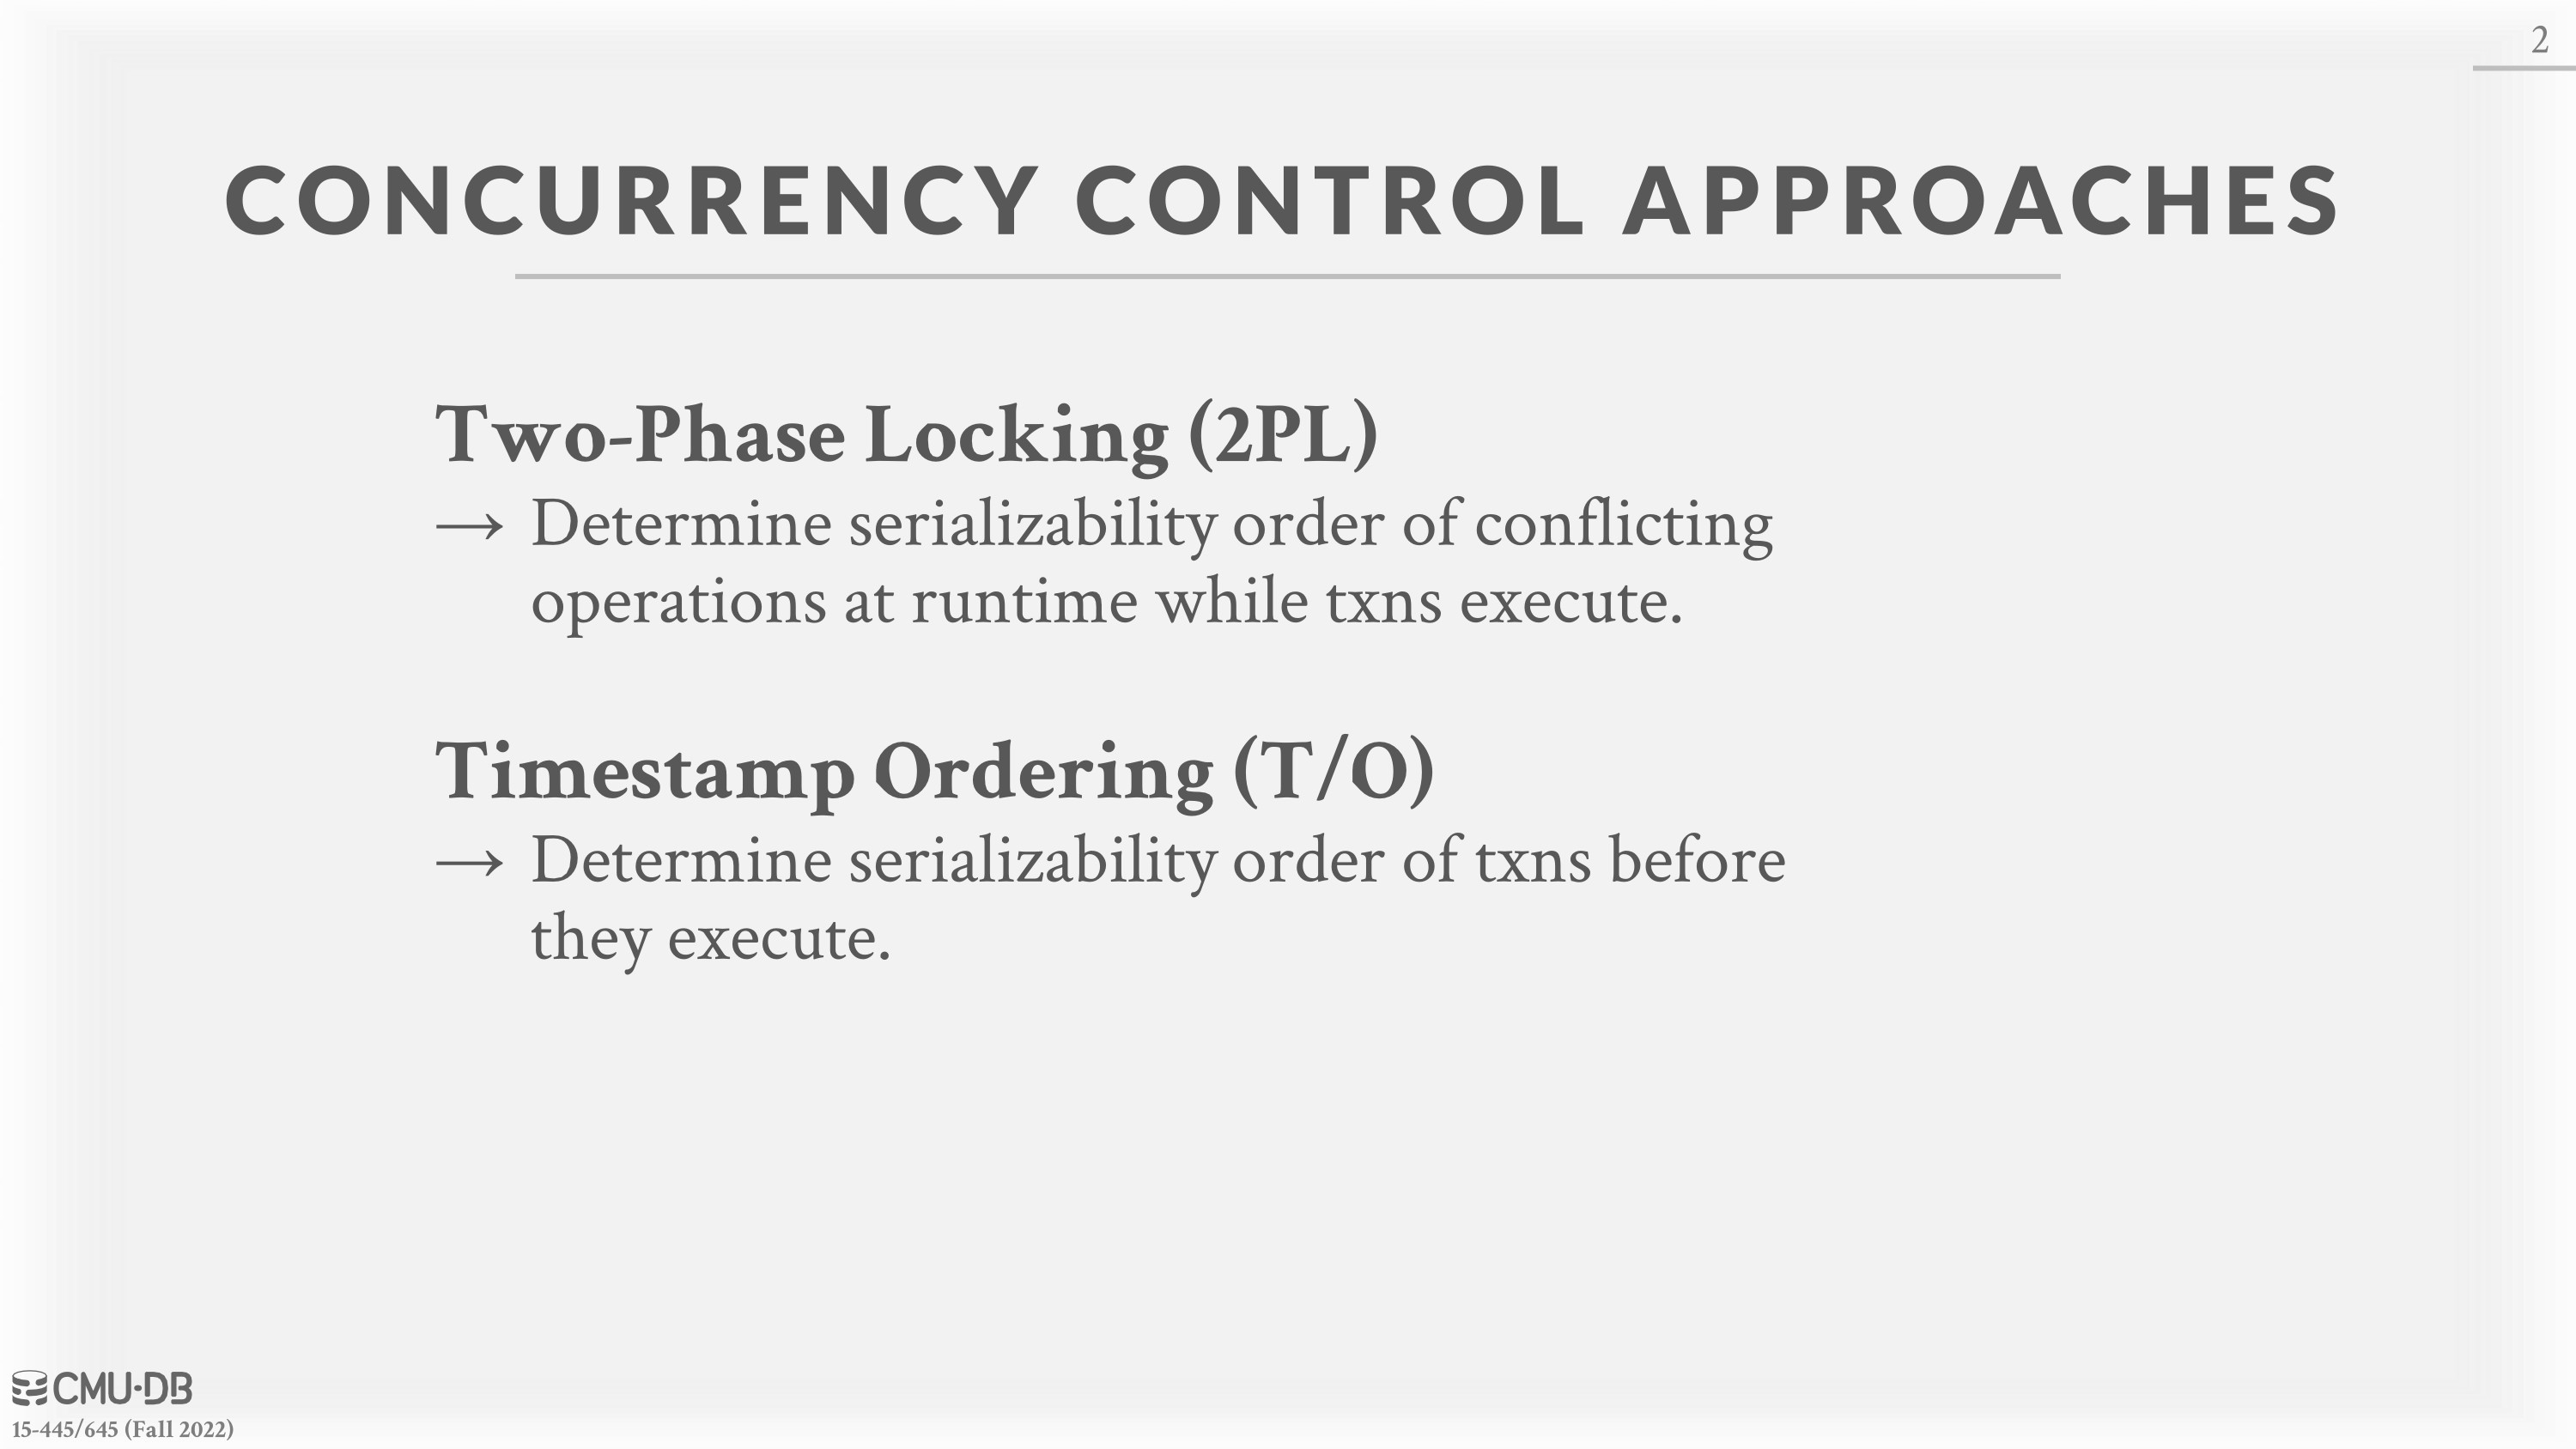 2
CONCURRENCY CONTROL APPROACHES
Two-Phase Locking (2PL)
→ Determine serializability order of conflicting
operations at runtime while txns execute.
Timestamp Ordering (T/O)
→ Determine serializability order of txns before
they execute.
CMU·DB
15-445/645 (Fall 2022)